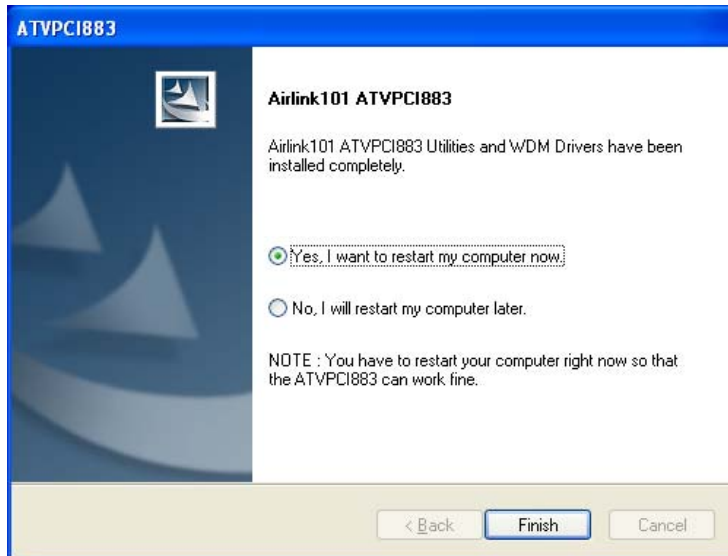 ATVPCI883
Airlink101 ATVPCI883
Airlink101 ATVPCI883 Utilities and WDM Drivers have been
installed completely.
Yes, I want to restart my computer now.
No, I will restart my computer later.
NOTE : You have to restart your computer right now so that
the ATVPCI883 can work fine.
< Back
Finish
Cancel